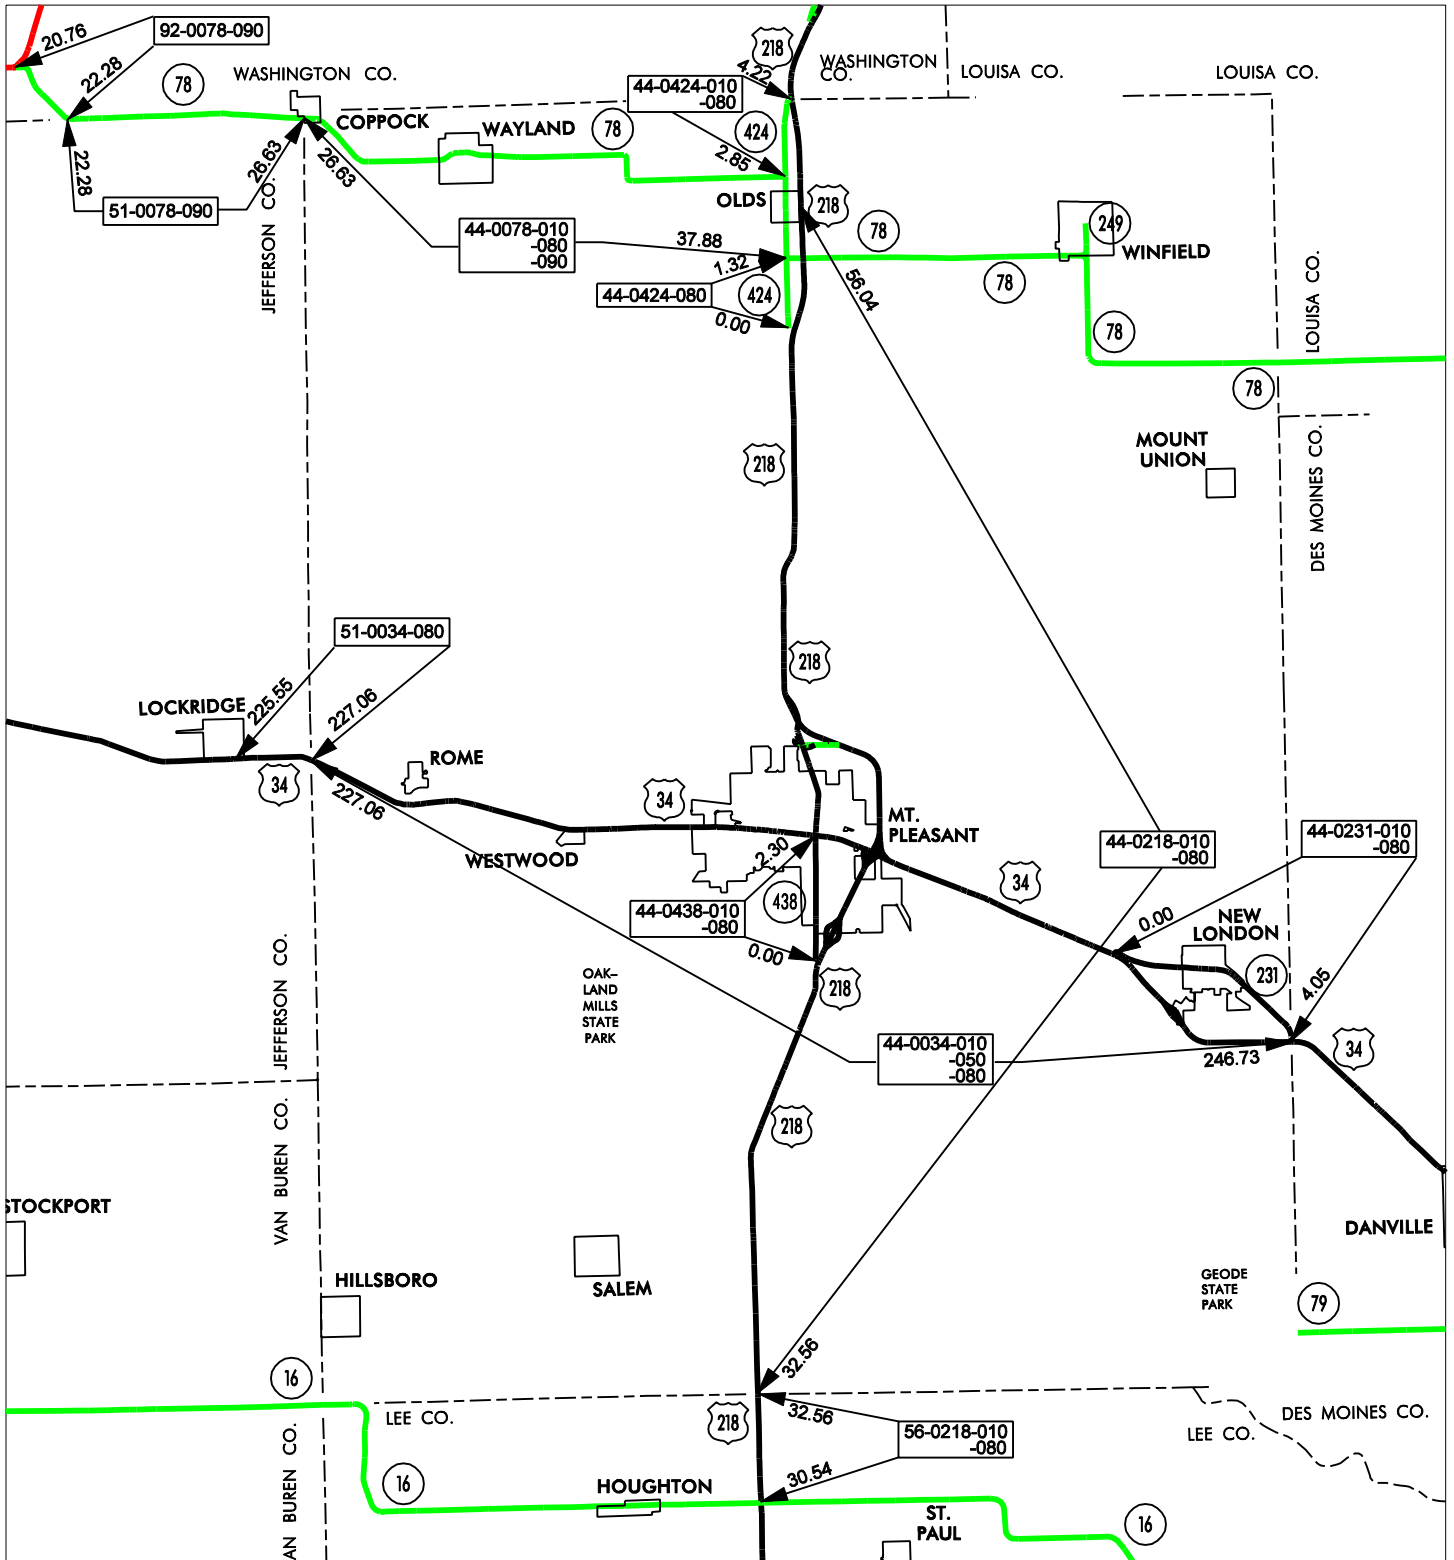 20.76
92-0078-090
22.28
78
WASHINGTON CO.
218
WASHINGTON
CO.
LOUISA CO.
LOUISA CO.
4.22
44-0424-010
-080
424
COPPOCK
WAYLAND
78
2.85
22.28
26.63
26.63
51-0078-090
JEFFERSON CO.
OLDS
218
44-0078-010
-080
-090
37.88
1.32
78
249
WINFIELD
44-0424-080
424
0.00
56.04
78
LOUISA CO.
78
78
MOUNT
UNION
218
DES MOINES CO.
51-0034-080
218
LOCKRIDGE
225.55
227.06
ROME
34
227.06
34
MT.
PLEASANT
WESTWOOD
2.30
44-0218-010
-080
44-0231-010
-080
34
438
44-0438-010
-080
0.00
0.00
NEW
LONDON
231
4.05
OAK-
LAND
MILLS
STATE
PARK
218
JEFFERSON CO.
44-0034-010
-050
-080
246.73
34
218
VAN BUREN CO.
STOCKPORT
DANVILLE
HILLSBORO
SALEM
GEODE
STATE
PARK
79
16
32.56
32.56
LEE CO.
218
56-0218-010
-080
DES MOINES CO.
LEE CO.
30.54
16
HOUGHTON
ST.
PAUL
16
AN BUREN CO.